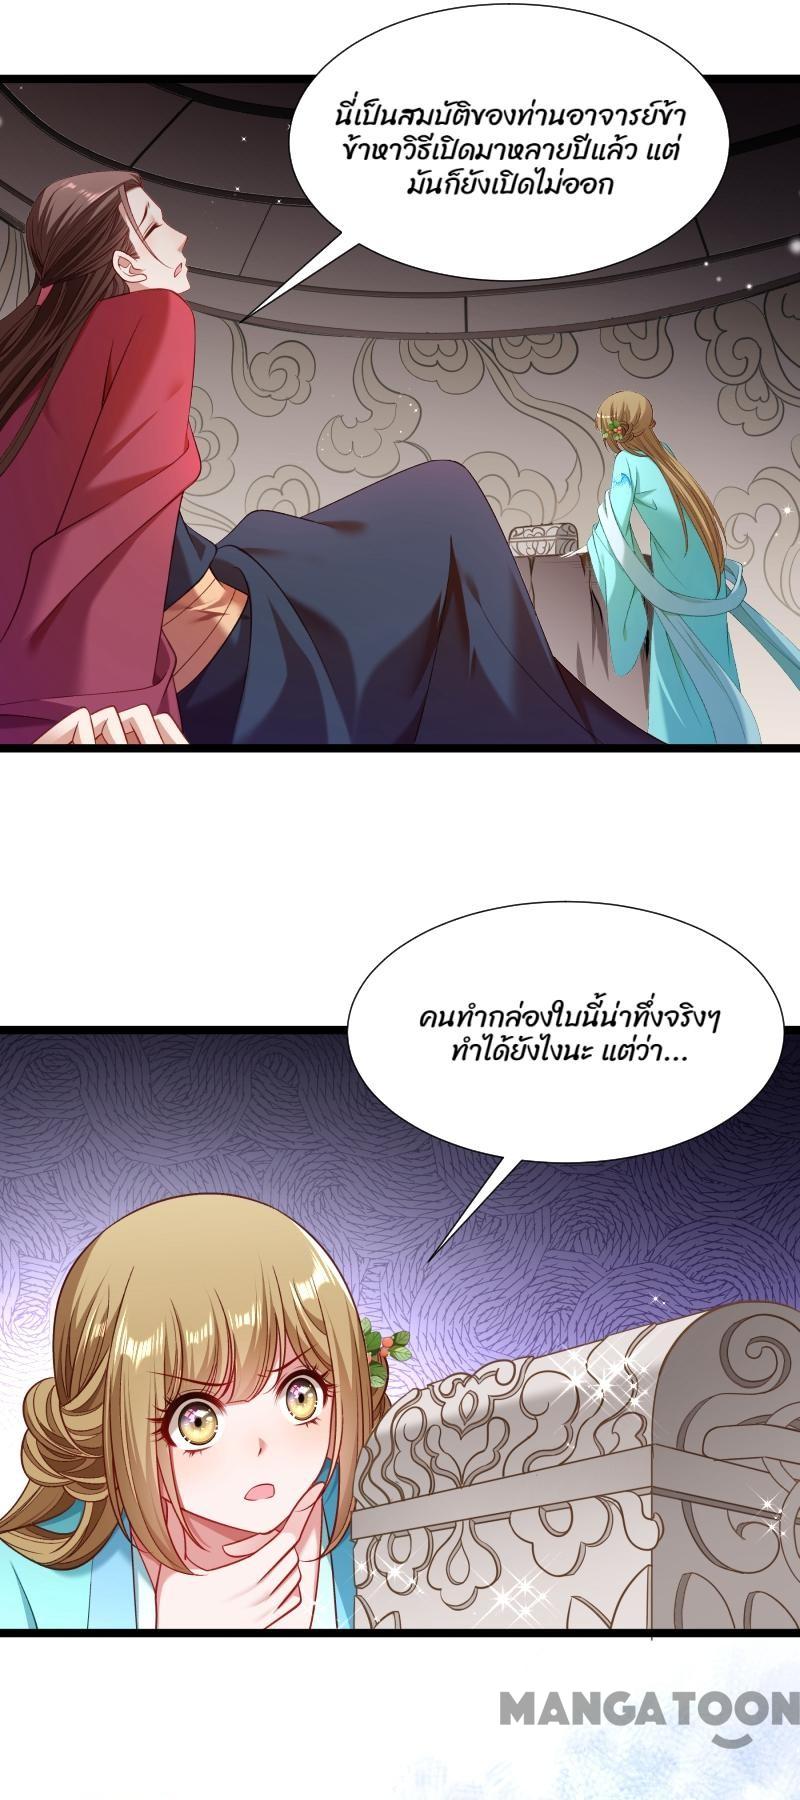 นี่เป็นสมบัติของท่านอาจารย์ข้า
ข้าหาวิธีเปิดมาหลายปีแล้ว แต่
มันก็ยังเปิดไม่ออก
คนทำกล่องใบนี้น่าทึ่งจริงๆ
ทำได้ยังไงนะ แต่ว่า...
MANGATOON